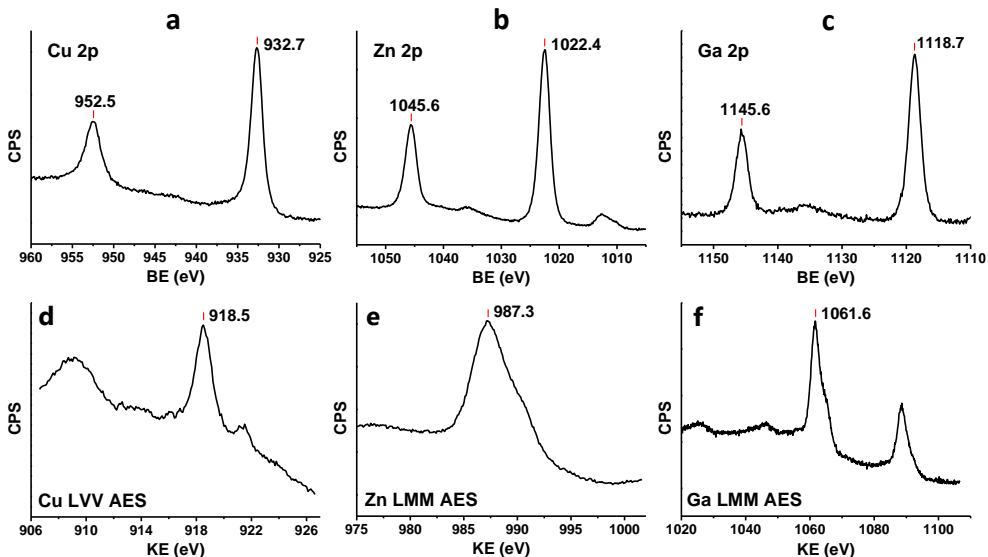 a
b
c
Cu 2p
932.7
952.5
CPS
960 955 950 945 940 935 930 925
BE (eV)
Zn 2p
1022.4
1045.6
CPS
1050 1040 1030 1020 1010
BE (eV)
Ga 2p
1118.7
1145.6
CPS
1150 1140 1130 1120 1110
BE (eV)
d
918.5
CPS
Cu LVV AES
906 910 914 918 922 926
KE (eV)
e
987.3
CPS
Zn LMM AES
975 980 985 990 995 1000
KE (eV)
f
1061.6
CPS
Ga LMM AES
1020 1040 1060 1080 1100
KE (eV)